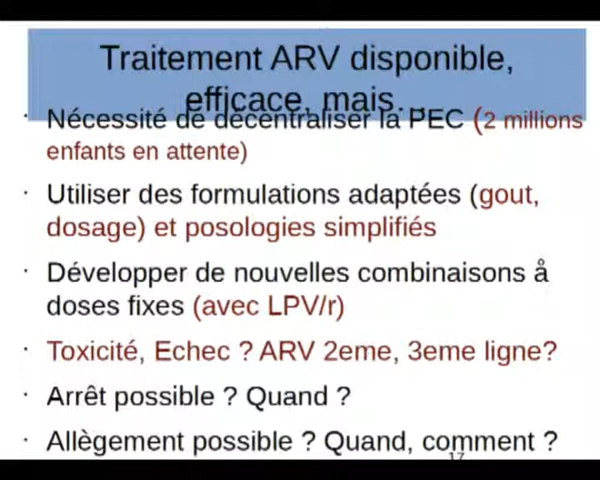 Traitement ARV disponible,
efficace, mais…
· Nécessité de décentraliser la PEC (2 millions
enfants en attente)
· Utiliser des formulations adaptées (gout,
dosage) et posologies simplifiés
· Développer de nouvelles combinaisons å
doses fixes (avec LPV/r)
· Toxicité, Echec ? ARV 2eme, 3eme ligne?
· Arrêt possible ? Quand ?
· Allègement possible ? Quand, comment ?
17